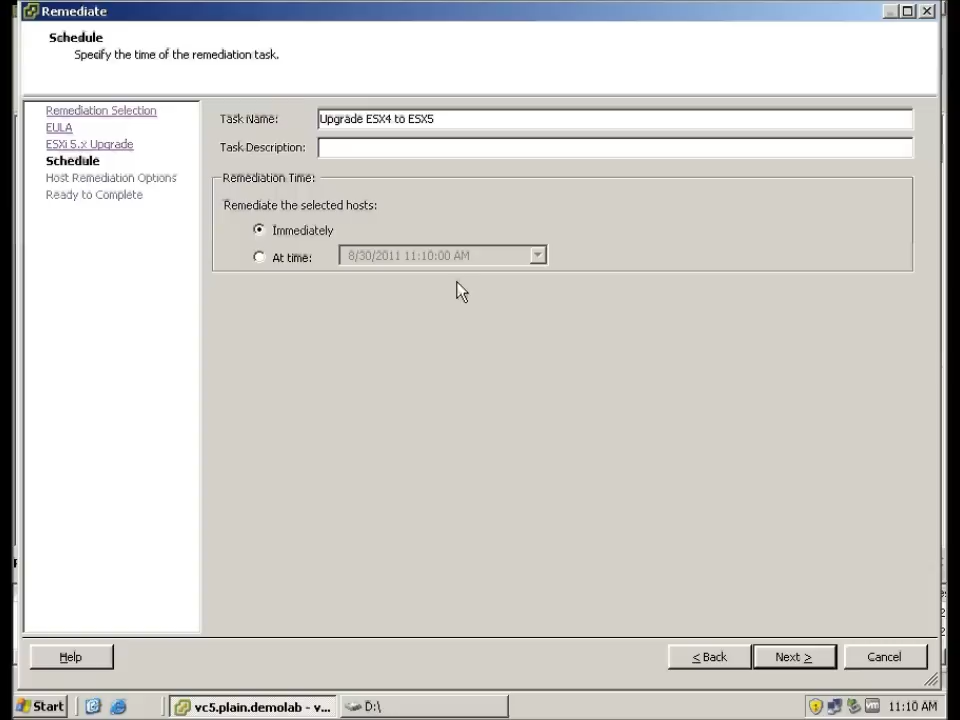 Remediate
Schedule
Specify the time of the remediation task.
Remediation Selection
EULA
ESXi 5.x Upgrade
Schedule
Host Remediation Options
Ready to Complete
Task Name: Upgrade ESX4 to ESX5
Task Description:
Remediation Time:
Remediate the selected hosts:
Immediately
At time: 8/30/2011 11:10:00 AM
Help
< Back
Next >
Cancel
Start
vc5.plain.demolab - v...
D:\
11:10 AM